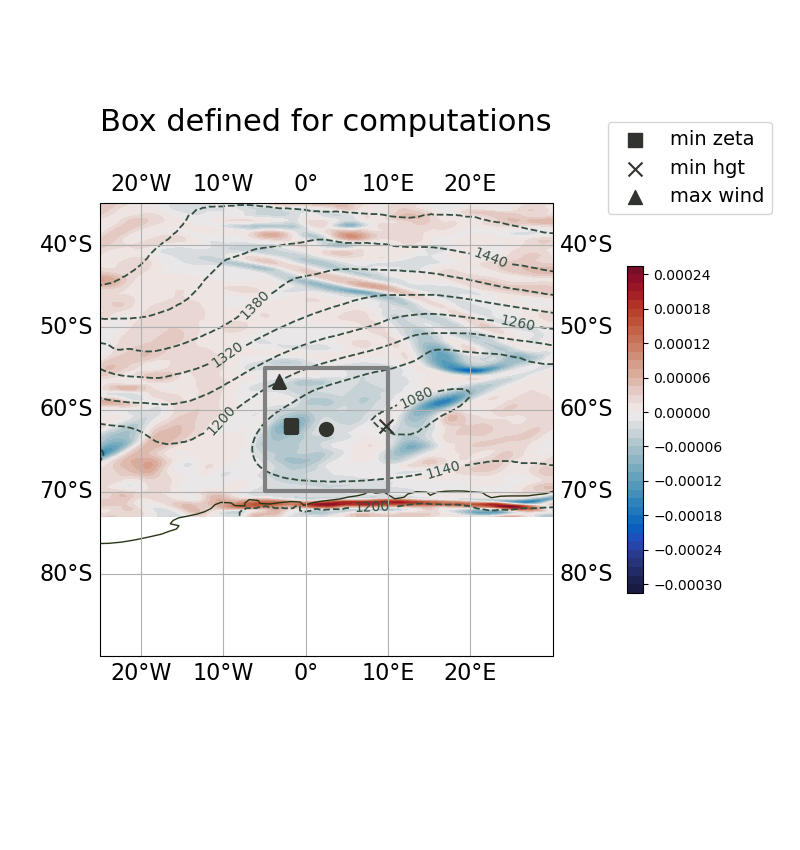 Box defined for computations
min zeta
min hgt
max wind
20°W 10°W 0° 10°E 20°E
40°S 40°S
50°S 50°S
60°S 60°S
70°S 70°S
80°S 80°S
20°W 10°W 0° 10°E 20°E
1440
1380
1260
1320
1080
1200
1140
1200
0.00024
0.00018
0.00012
0.00006
0.00000
−0.00006
−0.00012
−0.00018
−0.00024
−0.00030